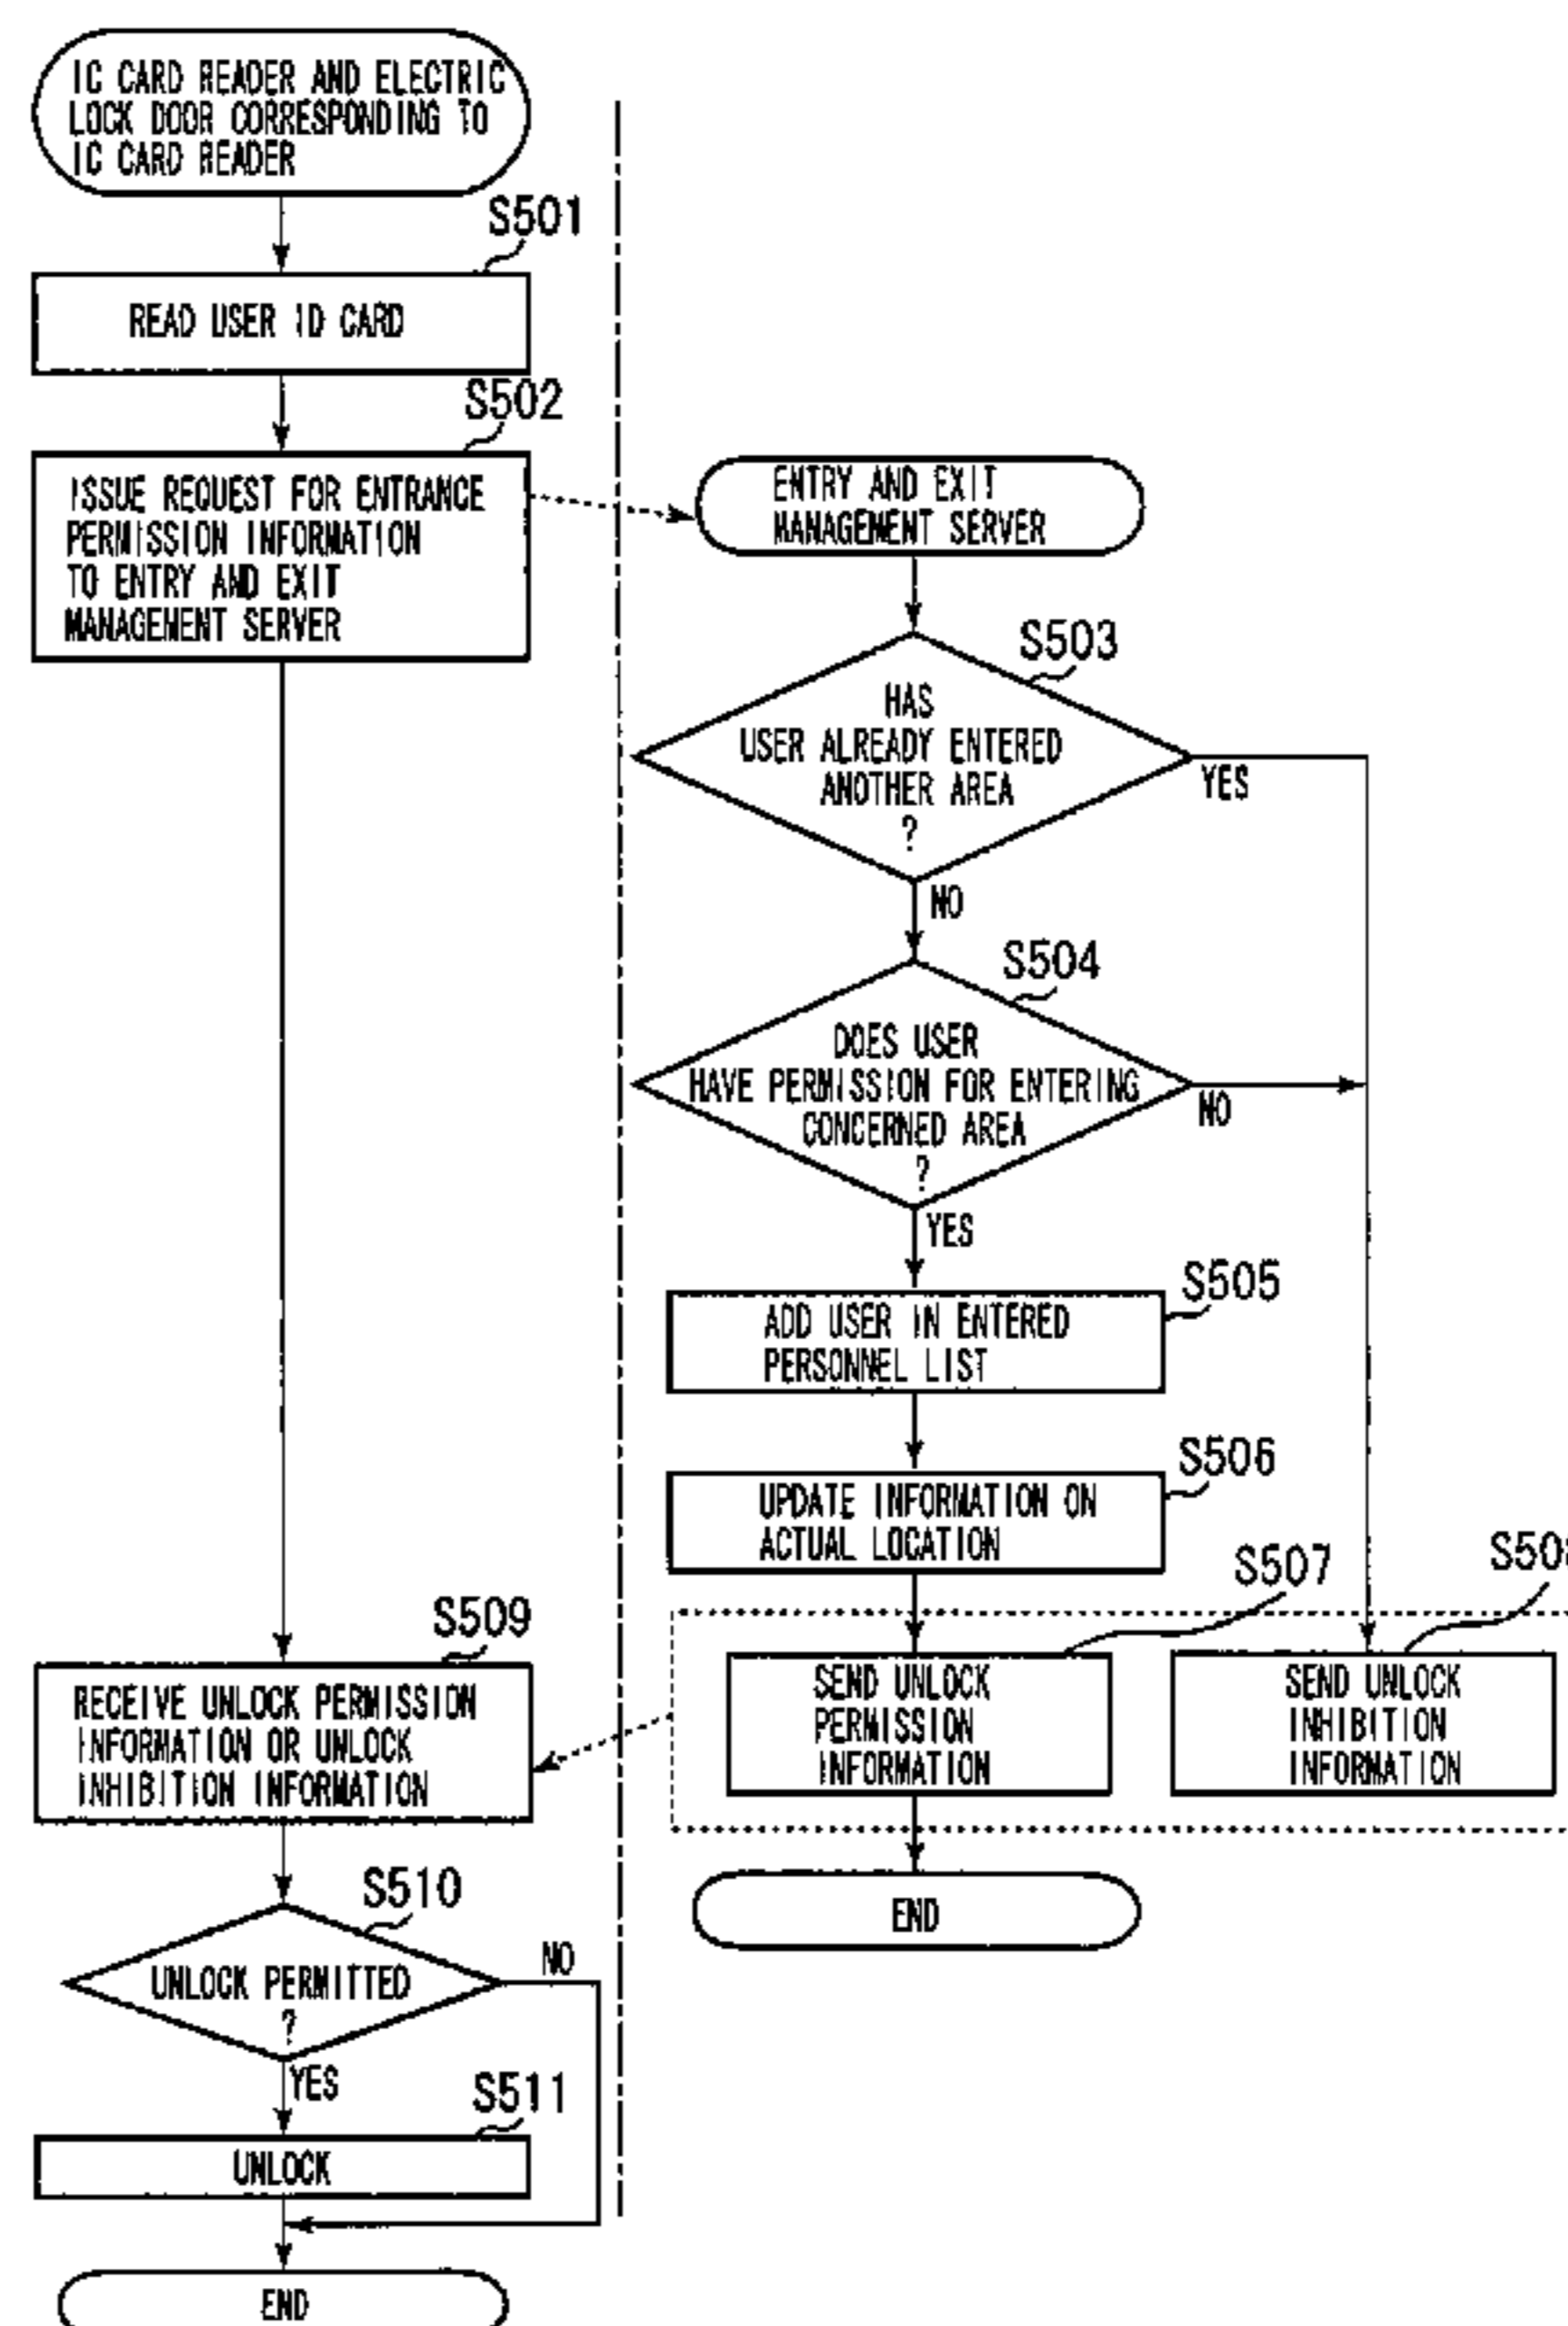 IC CARD READER AND ELECTRIC
LOCK DOOR CORRESPONDING TO
IC CARD READER
S501
READ USER ID CARD
S502
ISSUE REQUEST FOR ENTRANCE
PERMISSION INFORMATION
TO ENTRY AND EXIT
MANAGEMENT SERVER
ENTRY AND EXIT
MANAGEMENT SERVER
S503
HAS
USER ALREADY ENTERED
ANOTHER AREA
?
YES
NO
S504
DOES USER
HAVE PERMISSION FOR ENTERING
CONCERNED AREA
?
NO
YES
S505
ADD USER IN ENTERED
PERSONNEL LIST
S506
UPDATE INFORMATION ON
ACTUAL LOCATION
S507
SEND UNLOCK
PERMISSION
INFORMATION
SEND UNLOCK
INHIBITION
INFORMATION
END
S509
RECEIVE UNLOCK PERMISSION
INFORMATION OR UNLOCK
INHIBITION INFORMATION
S510
UNLOCK PERMITTED
?
NO
YES
S511
UNLOCK
END